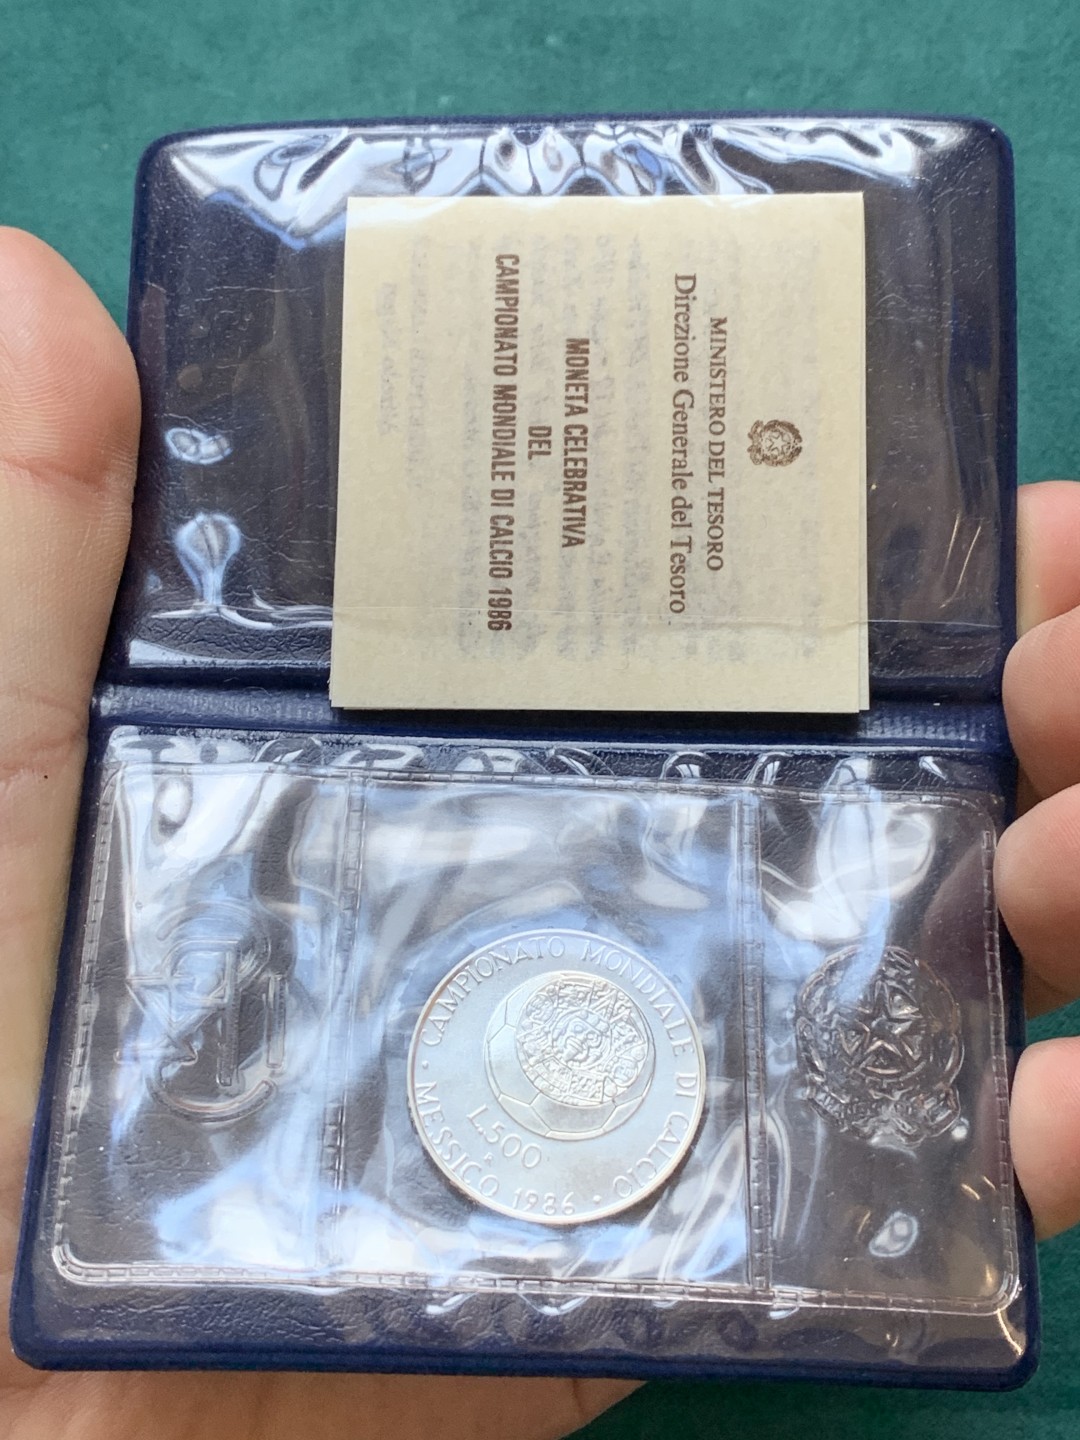 MINISTERO DEL TESORO
Direzione Generale del Tesoro
MONETA CELEBRATIVA
DEL
CAMPIONATO MONDIALE DI CALCIO 1986
CAMPIONATO MONDIALE DI CALCIO
L.500
R
· MESSICO 1986 ·